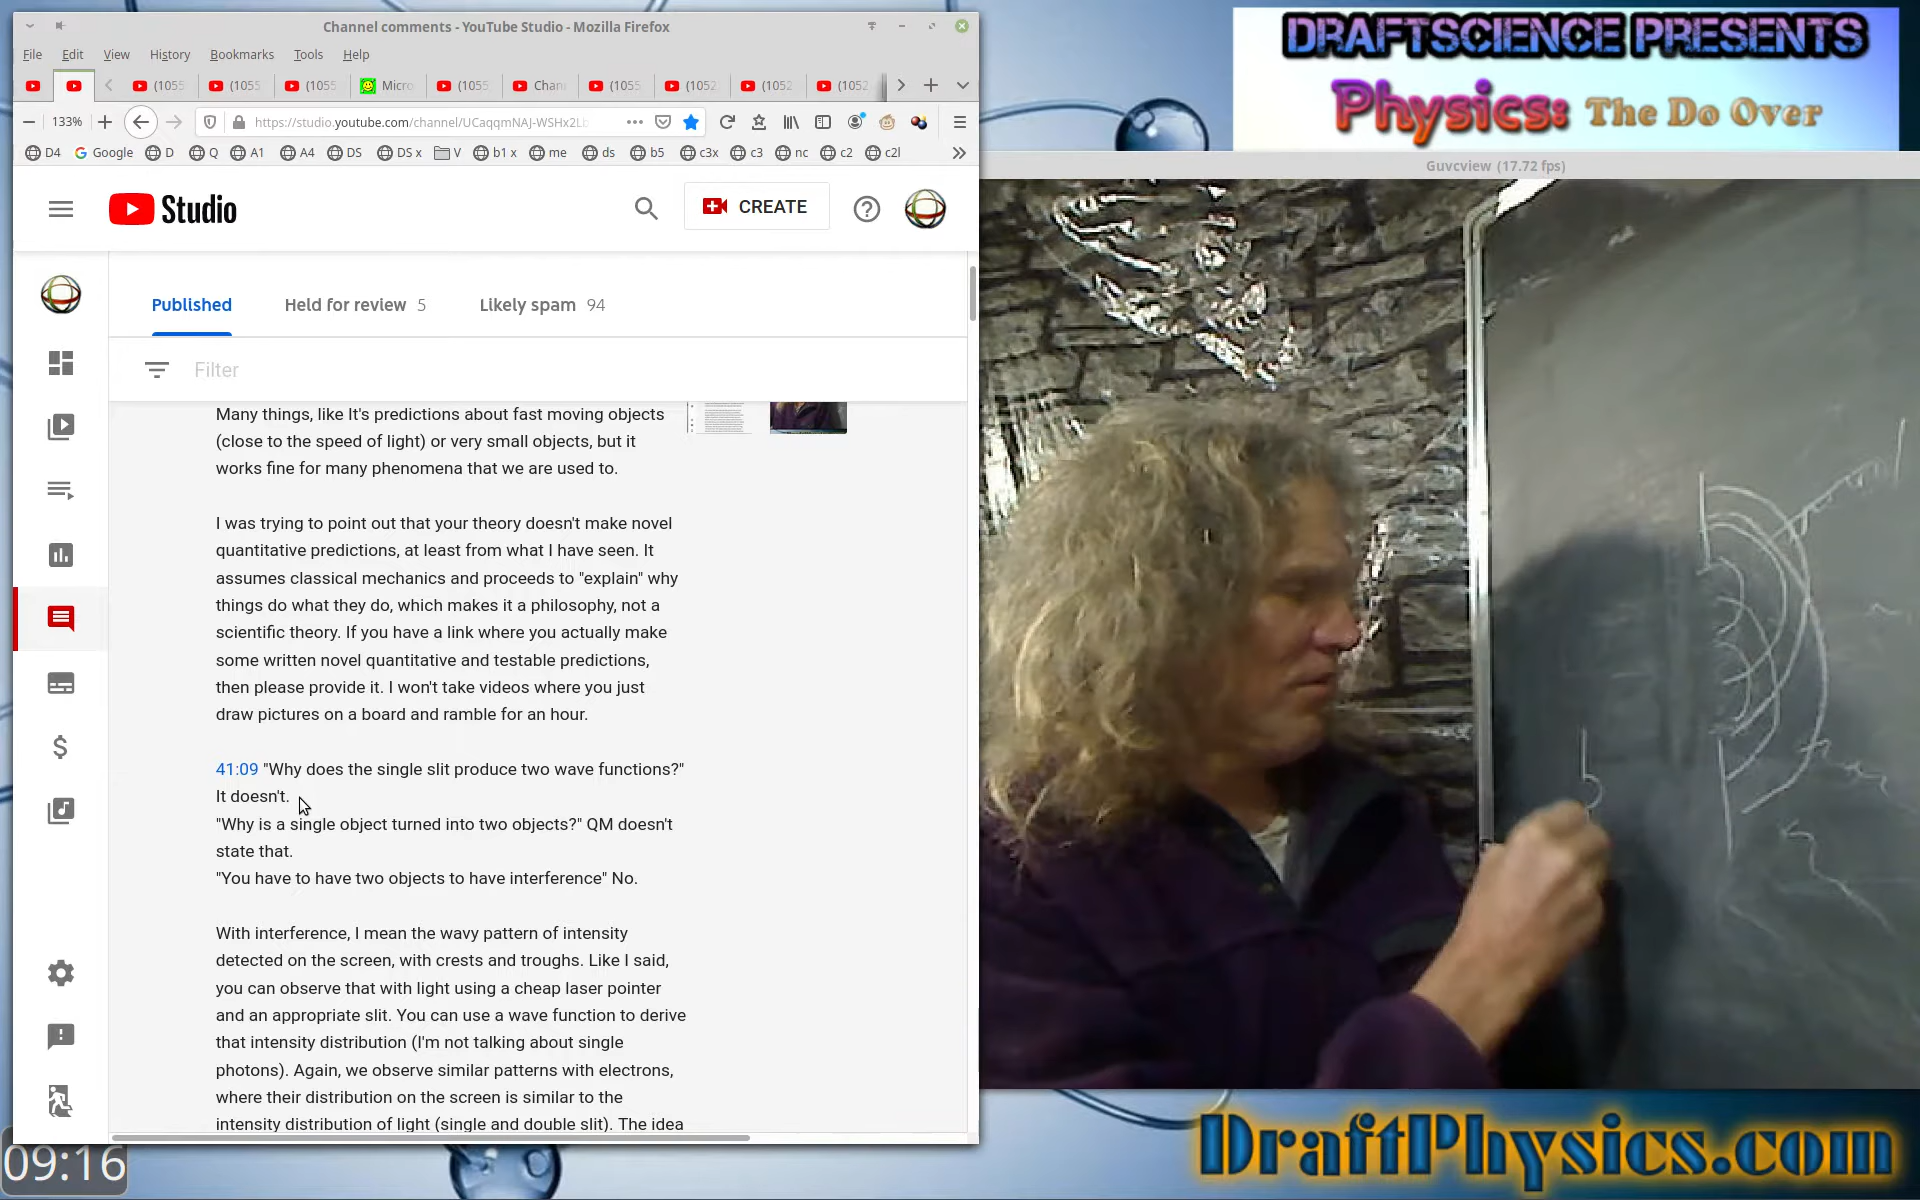 Channel comments - YouTube Studio - Mozilla Firefox
File Edit View History Bookmarks Tools Help
(1055 (1055 (1055 Micro (1055 Chan (1055 (1052 (1052 (1052
133% https://studio.youtube.com/channel/UCaqqmNAJ-WSHx2Lb
D4 Google D Q A1 A4 DS DS x V b1 x me ds b5 c3x c3 nc c2 c2l
Studio CREATE
Published Held for review 5 Likely spam 94
Filter
Many things, like It's predictions about fast moving objects
(close to the speed of light) or very small objects, but it
works fine for many phenomena that we are used to.
I was trying to point out that your theory doesn't make novel
quantitative predictions, at least from what I have seen. It
assumes classical mechanics and proceeds to "explain" why
things do what they do, which makes it a philosophy, not a
scientific theory. If you have a link where you actually make
some written novel quantitative and testable predictions,
then please provide it. I won't take videos where you just
draw pictures on a board and ramble for an hour.
41:09 "Why does the single slit produce two wave functions?"
It doesn't.
"Why is a single object turned into two objects?" QM doesn't
state that.
"You have to have two objects to have interference" No.
With interference, I mean the wavy pattern of intensity
detected on the screen, with crests and troughs. Like I said,
you can observe that with light using a cheap laser pointer
and an appropriate slit. You can use a wave function to derive
that intensity distribution (I'm not talking about single
photons). Again, we observe similar patterns with electrons,
where their distribution on the screen is similar to the
intensity distribution of light (single and double slit). The idea
09:16
DRAFTSCIENCE PRESENTS
Physics: The Do Over
Guvcview (17.72 fps)
DraftPhysics.com